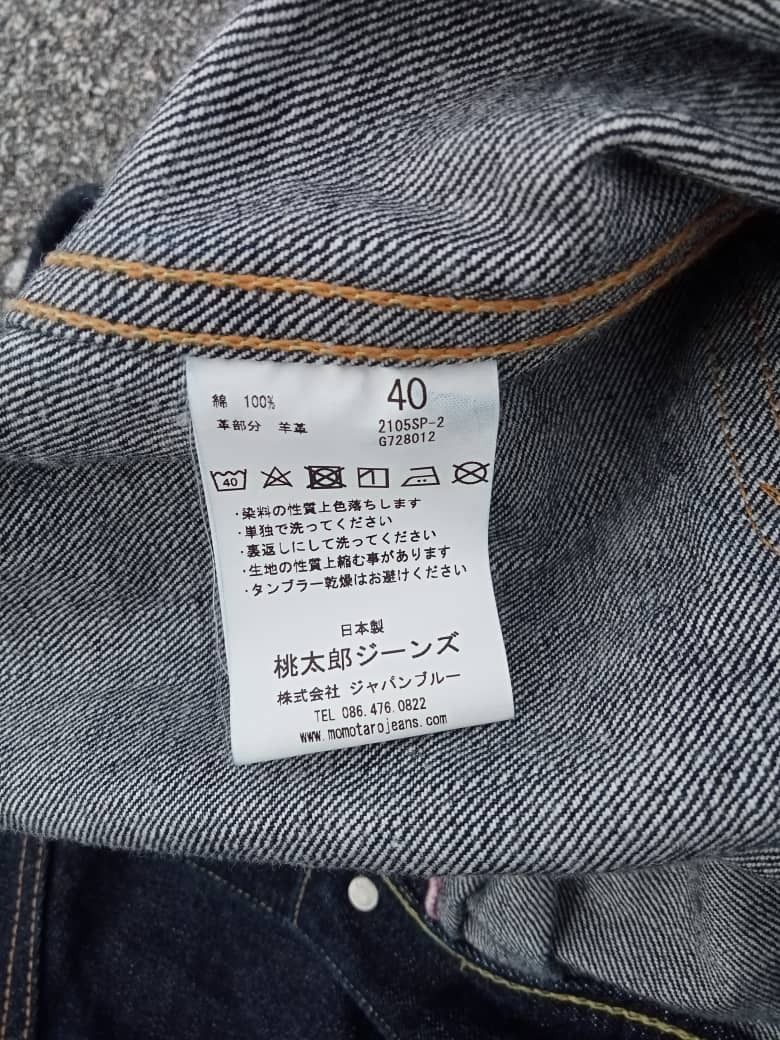 綿 100%
40
革部分 羊革
2105SP-2
G728012
40
1
・染料の性質上色落ちします
・単独で洗ってください
・裏返しにして洗ってください
・生地の性質上縮む事があります
・タンブラー乾燥はお避けください
日本製
桃太郎ジーンズ
株式会社 ジャパンブルー
TEL 086.476.0822
www.momotarojeans.com